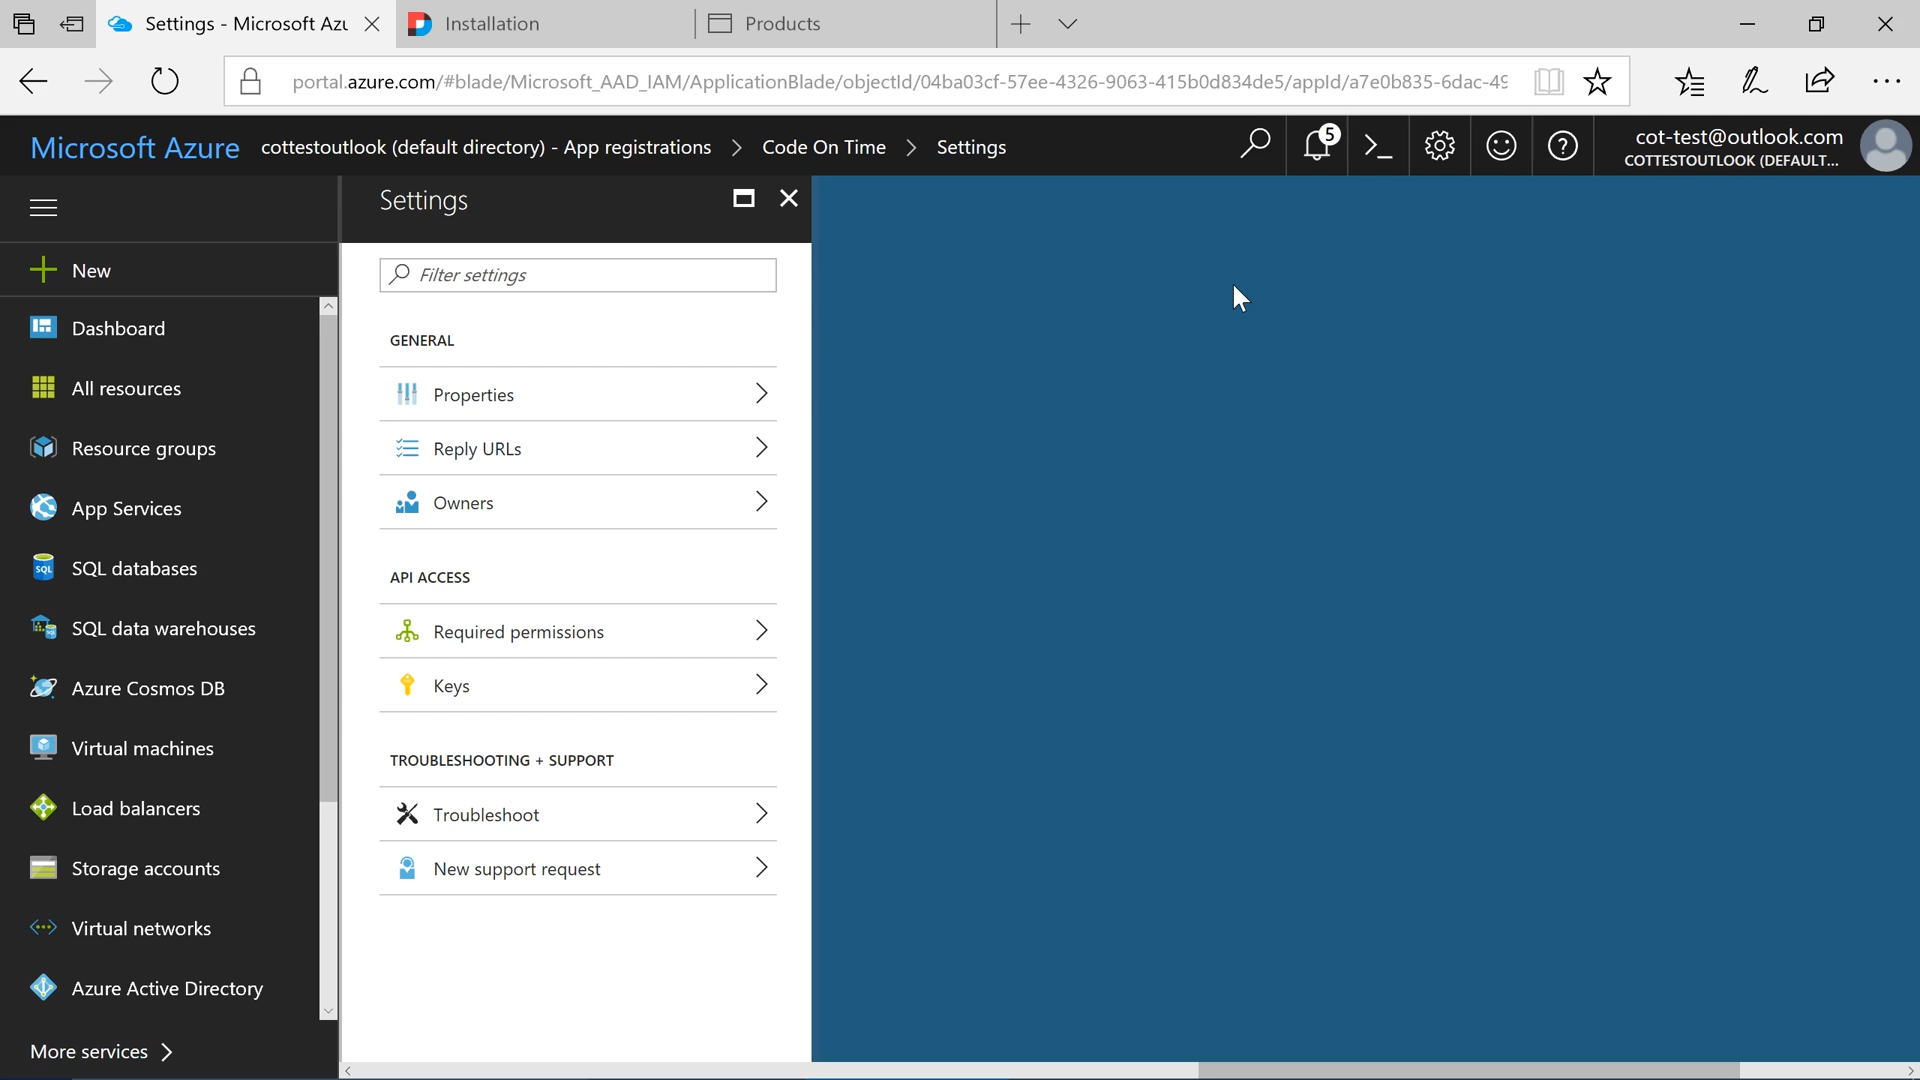 Settings - Microsoft Azu
Installation
Products
portal.azure.com/#blade/Microsoft_AAD_IAM/ApplicationBlade/objectId/04ba03cf-57ee-4326-9063-415b0d834de5/appId/a7e0b835-6dac-49
Microsoft Azure
cottestoutlook (default directory) - App registrations
Code On Time
Settings
5
cot-test@outlook.com
COTTESTOUTLOOK (DEFAULT...
Settings
New
Filter settings
Dashboard
GENERAL
All resources
Properties
Resource groups
Reply URLs
App Services
Owners
SQL databases
API ACCESS
SQL data warehouses
Required permissions
Azure Cosmos DB
Keys
Virtual machines
TROUBLESHOOTING + SUPPORT
Load balancers
Troubleshoot
Storage accounts
New support request
Virtual networks
Azure Active Directory
More services